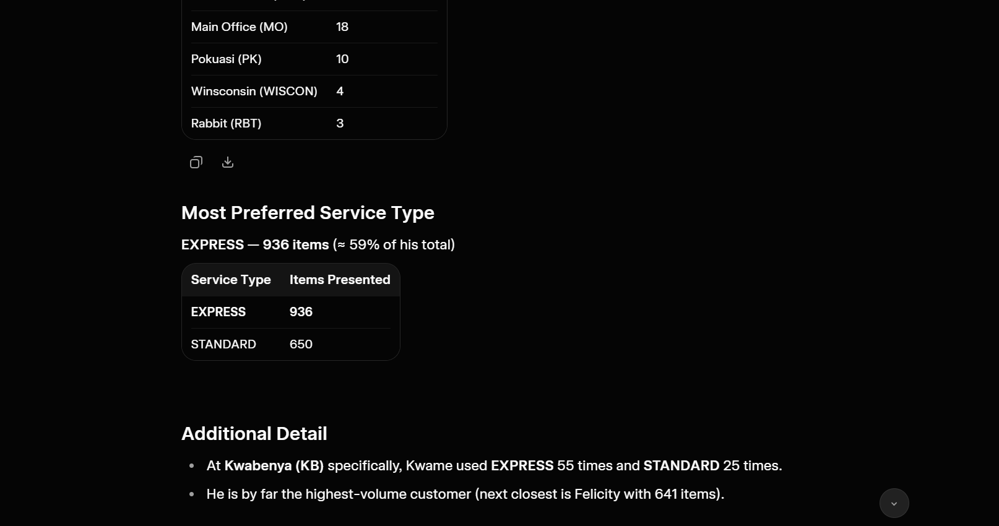 Main Office (MO) 18
Pokuasi (PK) 10
Winsconsin (WISCON) 4
Rabbit (RBT) 3
Most Preferred Service Type
EXPRESS — 936 items (≈ 59% of his total)
Service Type Items Presented
EXPRESS 936
STANDARD 650
Additional Detail
• At Kwabenya (KB) specifically, Kwame used EXPRESS 55 times and STANDARD 25 times.
• He is by far the highest-volume customer (next closest is Felicity with 641 items).